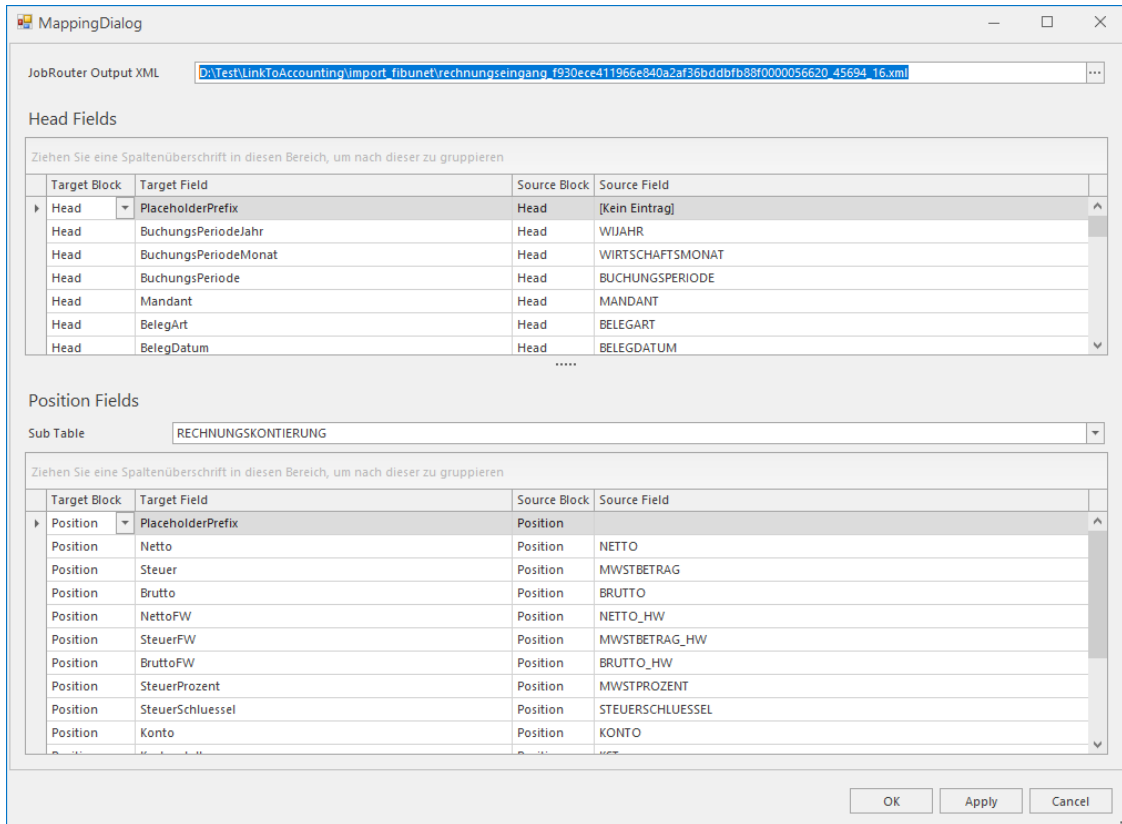 MappingDialog
JobRouter Output XML D:\Test\LinkToAccounting\import_fibunet\rechnungseingang_f930ece411966e840a2af36bddbfb88f0000056620_45694_16.xml ...
Head Fields
Ziehen Sie eine Spaltenüberschrift in diesen Bereich, um nach dieser zu gruppieren
Target Block Target Field Source Block Source Field
Head PlaceholderPrefix Head [Kein Eintrag]
Head BuchungsPeriodeJahr Head WIJAHR
Head BuchungsPeriodeMonat Head WIRTSCHAFTSMONAT
Head BuchungsPeriode Head BUCHUNGSPERIODE
Head Mandant Head MANDANT
Head BelegArt Head BELEGART
Head BelegDatum Head BELEGDATUM
Position Fields
Sub Table RECHNUNGSKONTIERUNG
Ziehen Sie eine Spaltenüberschrift in diesen Bereich, um nach dieser zu gruppieren
Target Block Target Field Source Block Source Field
Position PlaceholderPrefix Position
Position Netto Position NETTO
Position Steuer Position MWSTBETRAG
Position Brutto Position BRUTTO
Position NettoFW Position NETTO_HW
Position SteuerFW Position MWSTBETRAG_HW
Position BruttoFW Position BRUTTO_HW
Position SteuerProzent Position MWSTPROZENT
Position SteuerSchluessel Position STEUERSCHLUESSEL
Position Konto Position KONTO
OK Apply Cancel